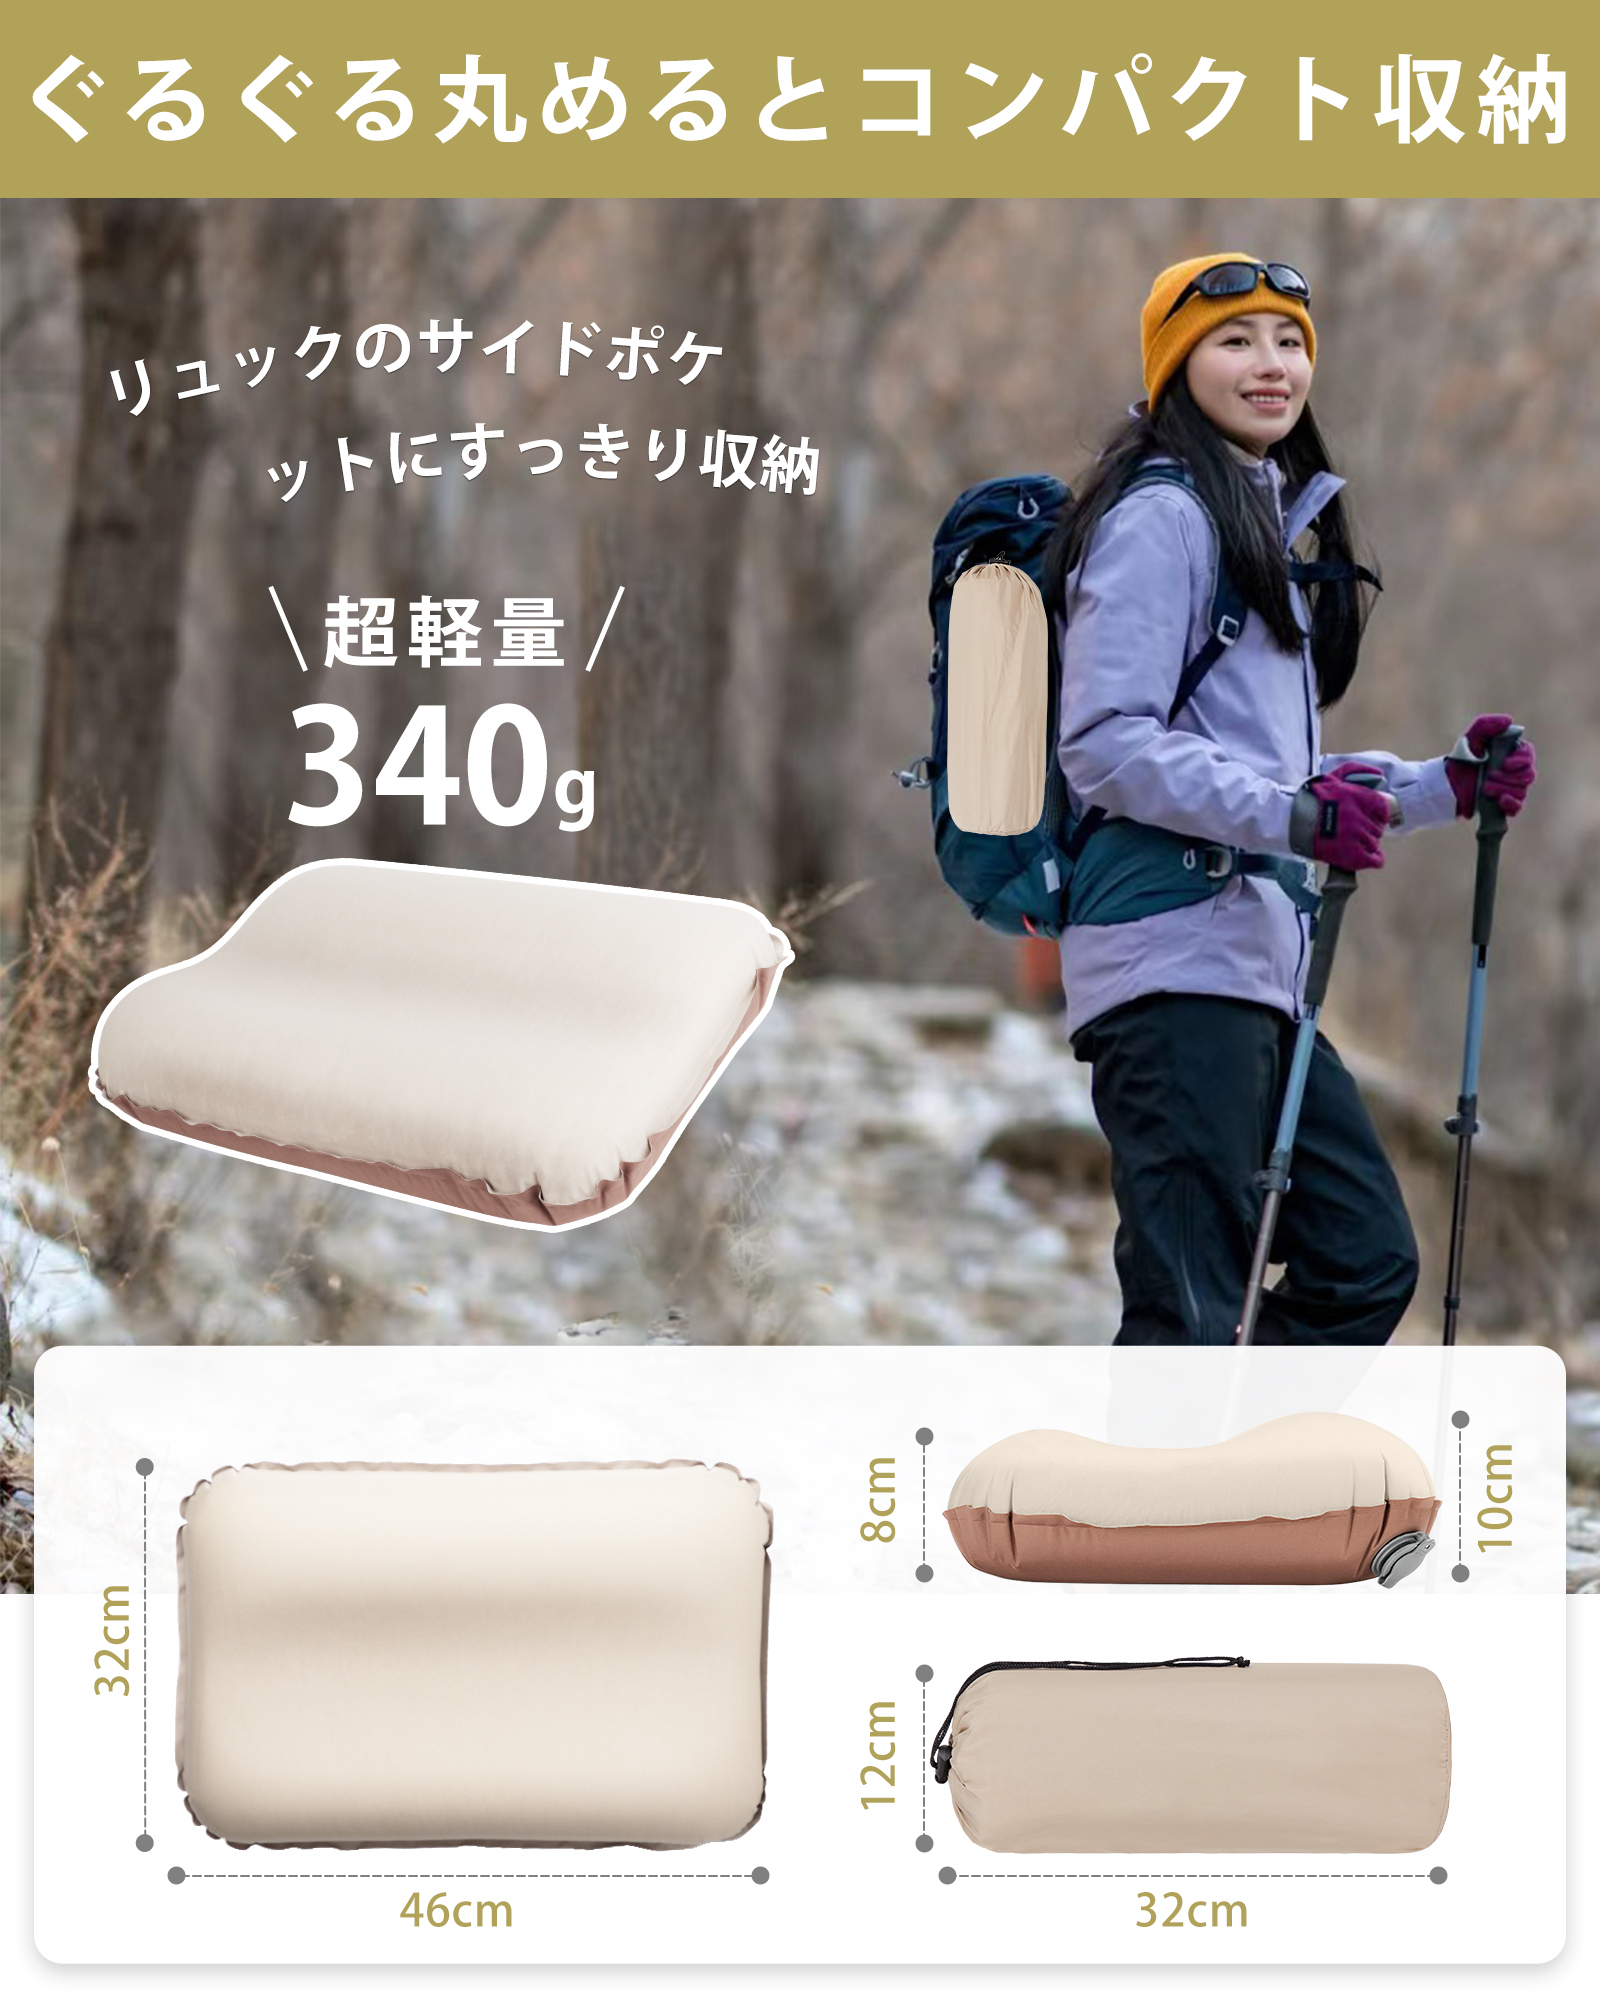 ぐるぐる丸めるとコンパクト収納
リュックのサイドポケ
ットにすっきり収納
超軽量
340g
8cm
10cm
32cm
12cm
46cm
32cm